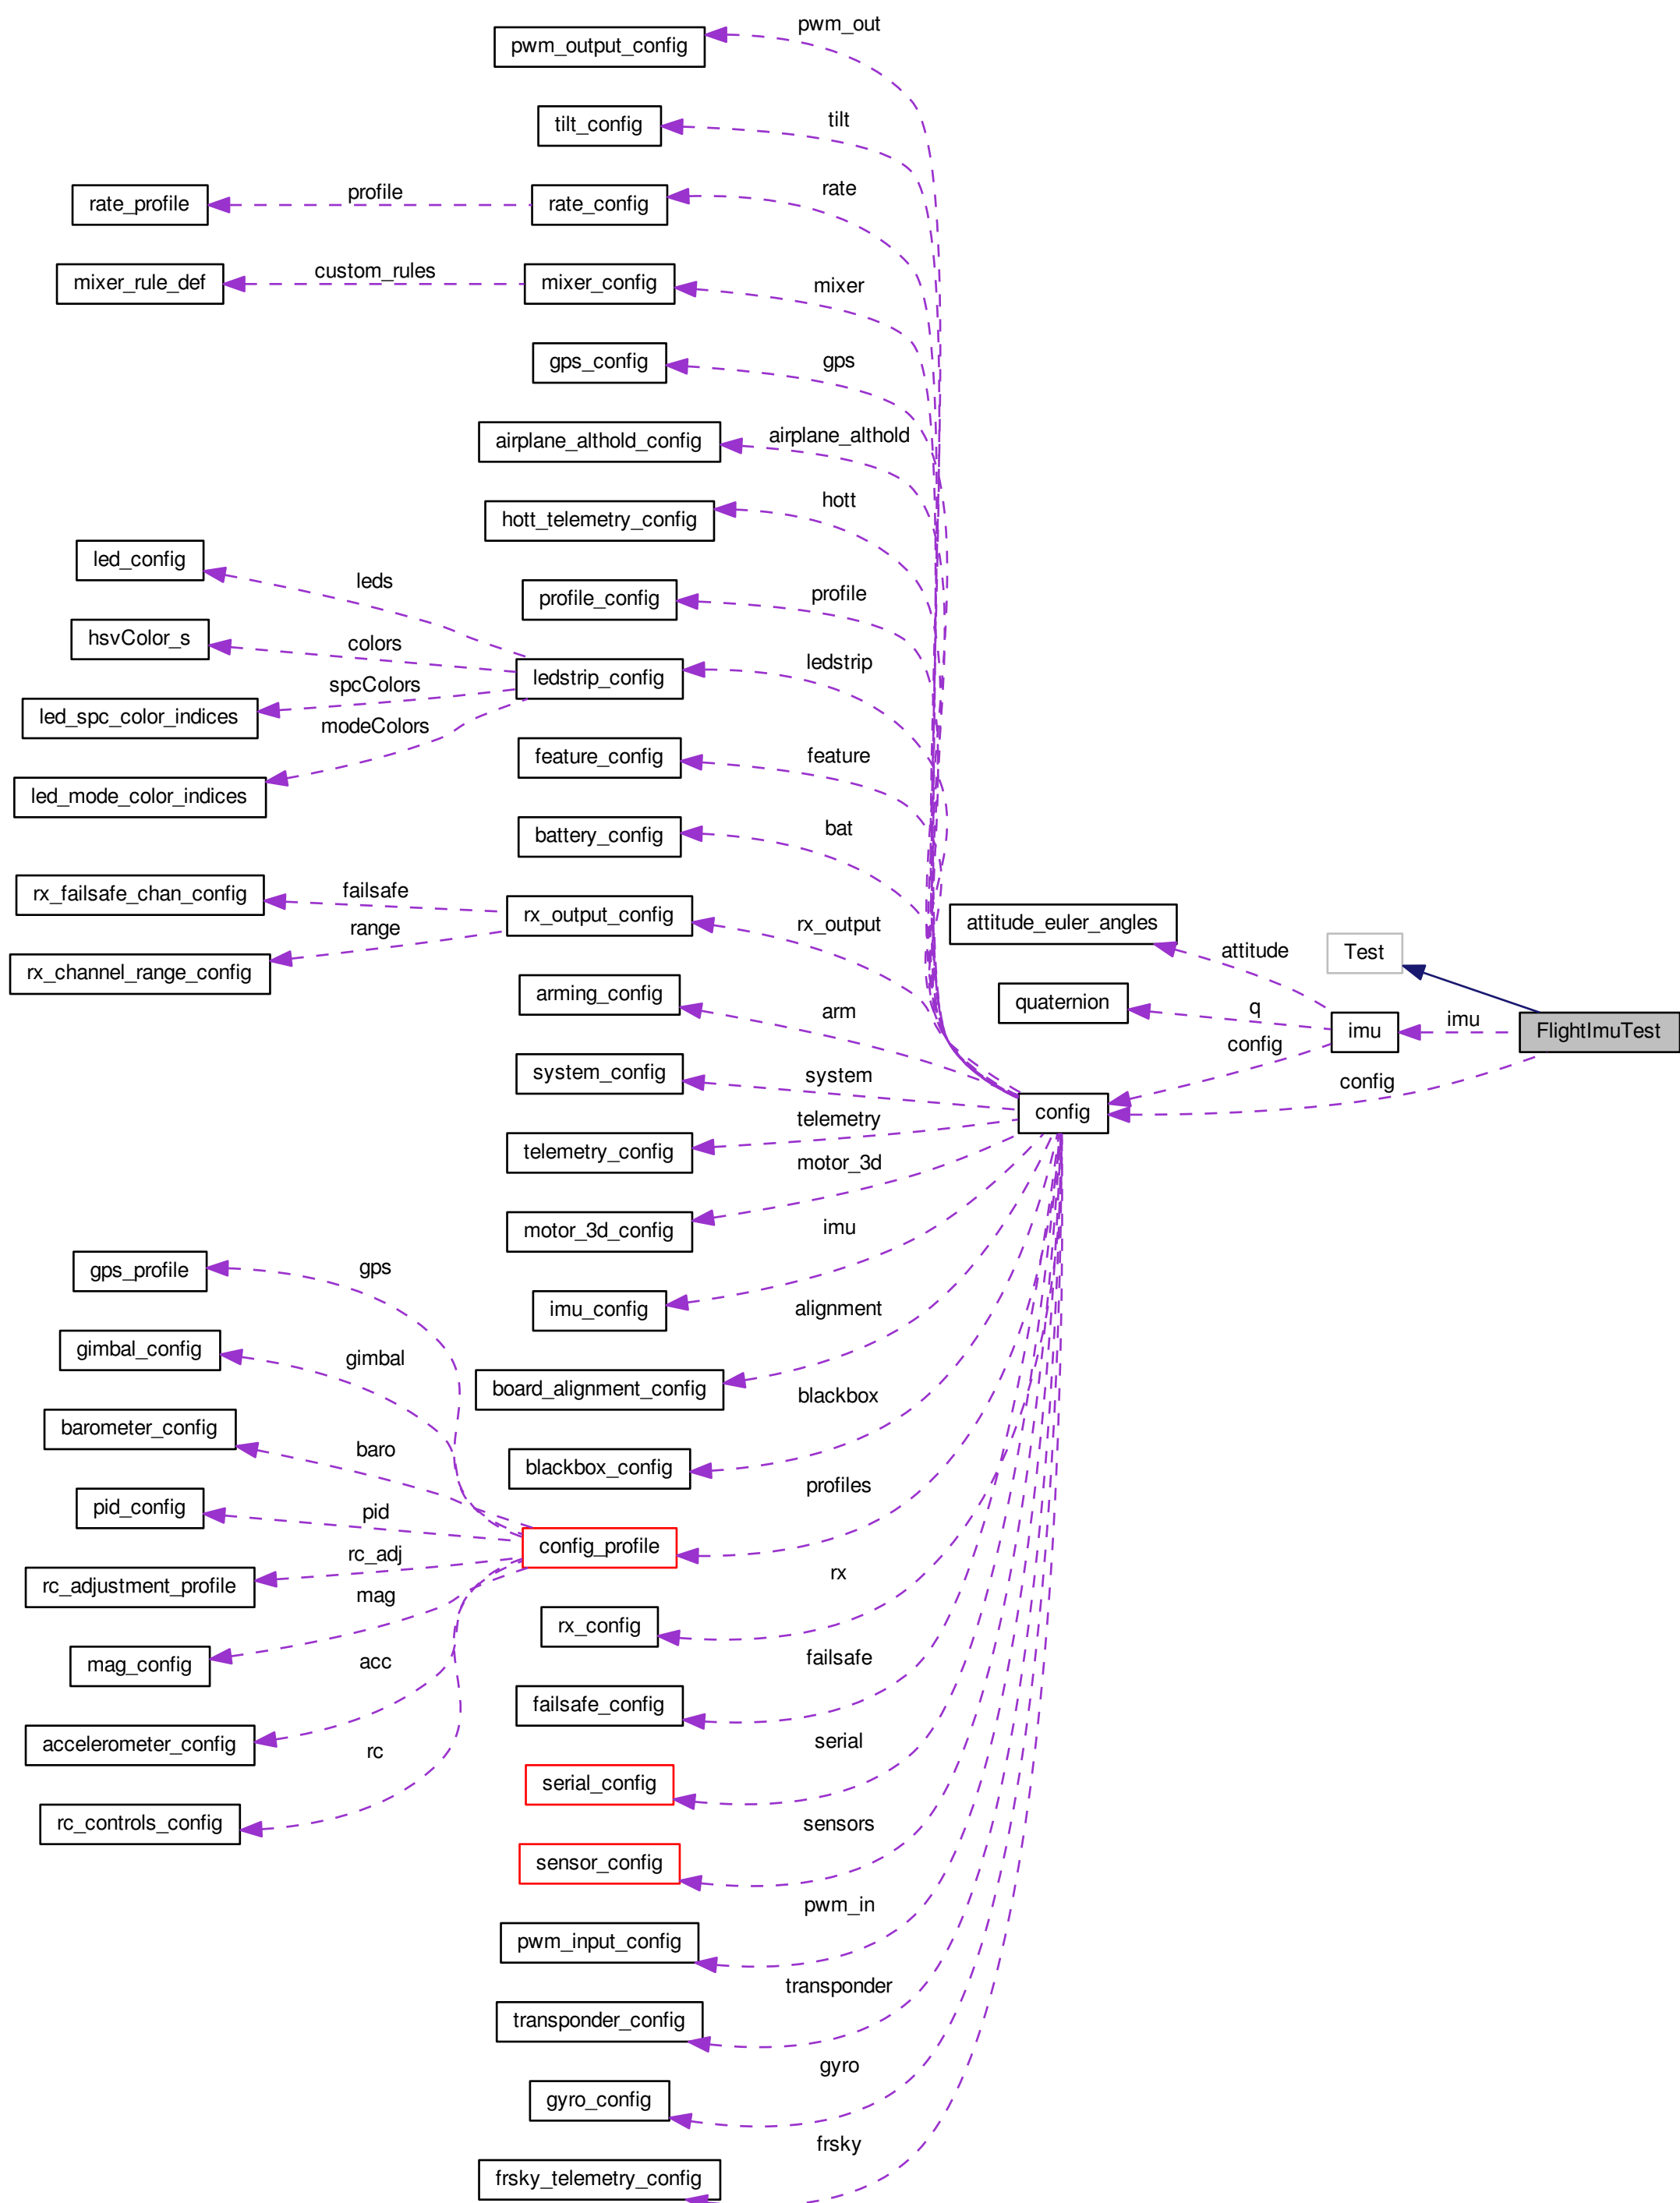 pwm_out
pwm_output_config
tilt
tilt_config
rate
profile
rate_profile
rate_config
custom_rules
mixer
mixer_rule_def
mixer_config
gps
gps_config
airplane_althold
airplane_althold_config
hott
hott_telemetry_config
led_config
leds
profile
profile_config
hsvColor_s
colors
ledstrip
ledstrip_config
spcColors
led_spc_color_indices
modeColors
feature
feature_config
led_mode_color_indices
bat
battery_config
failsafe
rx_failsafe_chan_config
rx_output
rx_output_config
range
rx_channel_range_config
attitude_euler_angles
attitude
Test
arming_config
arm
quaternion
q
imu
imu
FlightImuTest
config
system
system_config
config
config
telemetry
telemetry_config
motor_3d
motor_3d_config
imu
gps
gps_profile
imu_config
alignment
gimbal_config
gimbal
board_alignment_config
blackbox
barometer_config
baro
blackbox_config
profiles
pid_config
pid
config_profile
rc_adj
rx
rc_adjustment_profile
mag
rx_config
mag_config
acc
failsafe
failsafe_config
accelerometer_config
rc
serial
serial_config
rc_controls_config
sensors
sensor_config
pwm_in
pwm_input_config
transponder
transponder_config
gyro
gyro_config
frsky
frsky_telemetry_config